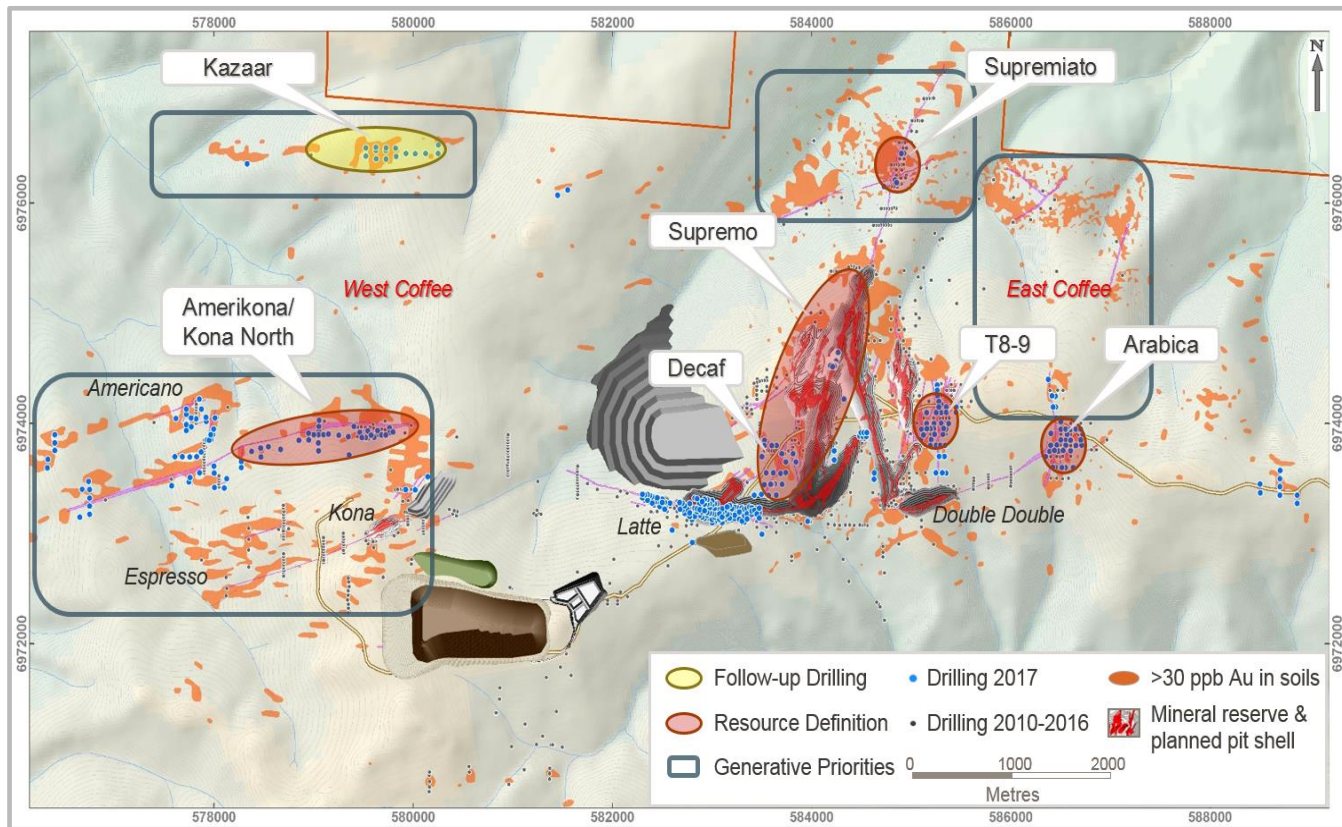 578000
580000
582000
584000
586000
588000
N
Kazaar
Supremiato
6976000
6976000
Supremo
West Coffee
East Coffee
Amerikona/
Kona North
T8-9
Arabica
Decaf
Americano
6974000
6974000
Kona
Latte
Double Double
Espresso
6972000
6972000
Follow-up Drilling
Drilling 2017
>30 ppb Au in soils
Resource Definition
Drilling 2010-2016
Mineral reserve &
planned pit shell
Generative Priorities
0
1000
2000
Metres
578000
580000
582000
584000
586000
588000